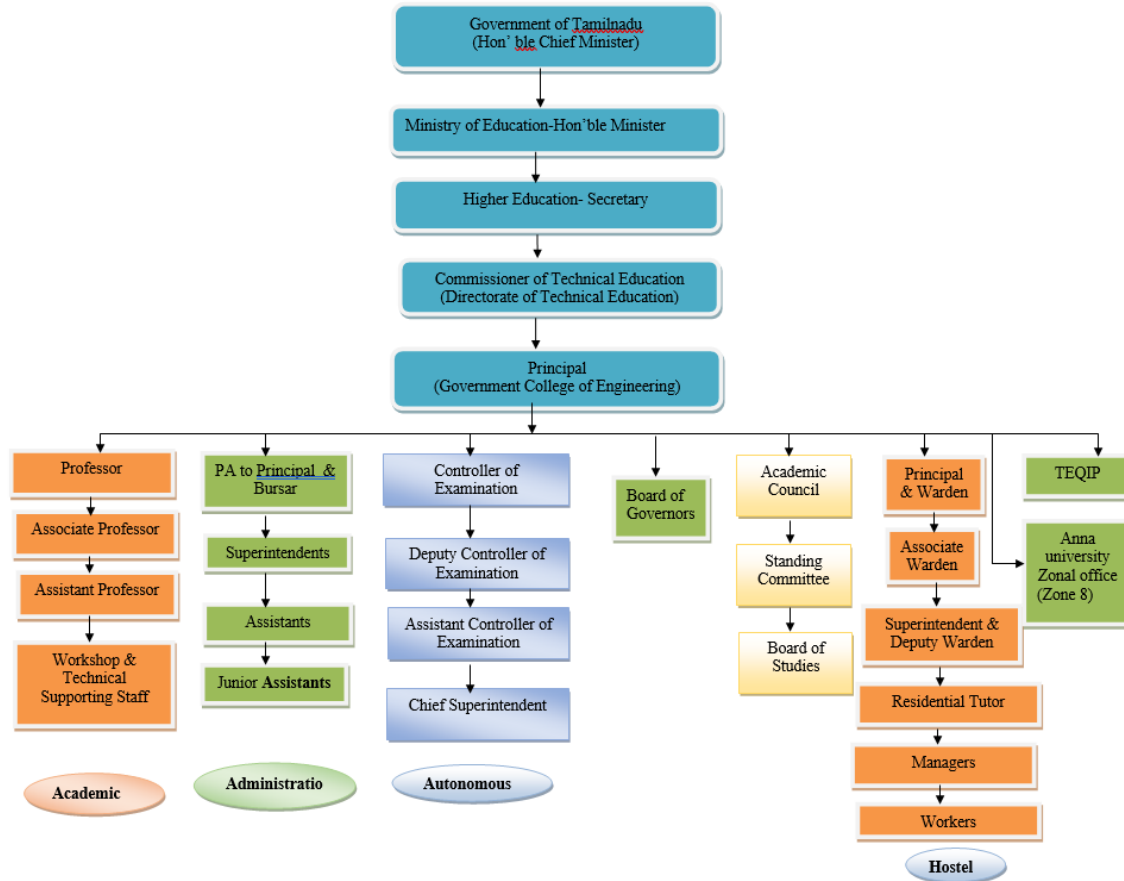 Government of Tamilnadu
(Hon' ble Chief Minister)
Ministry of Education-Hon'ble Minister
Higher Education- Secretary
Commissioner of Technical Education
(Directorate of Technical Education)
Principal
(Government College of Engineering)
Professor
Associate Professor
Assistant Professor
Workshop &
Technical
Supporting Staff
Academic
PA to Principal &
Bursar
Superintendents
Assistants
Junior Assistants
Administratio
Controller of
Examination
Deputy Controller of
Examination
Assistant Controller of
Examination
Chief Superintendent
Autonomous
Board of
Governors
Academic
Council
Standing
Committee
Board of
Studies
Principal
& Warden
Associate
Warden
Superintendent &
Deputy Warden
Residential Tutor
Managers
Workers
Hostel
TEQIP
Anna
university
Zonal office
(Zone 8)